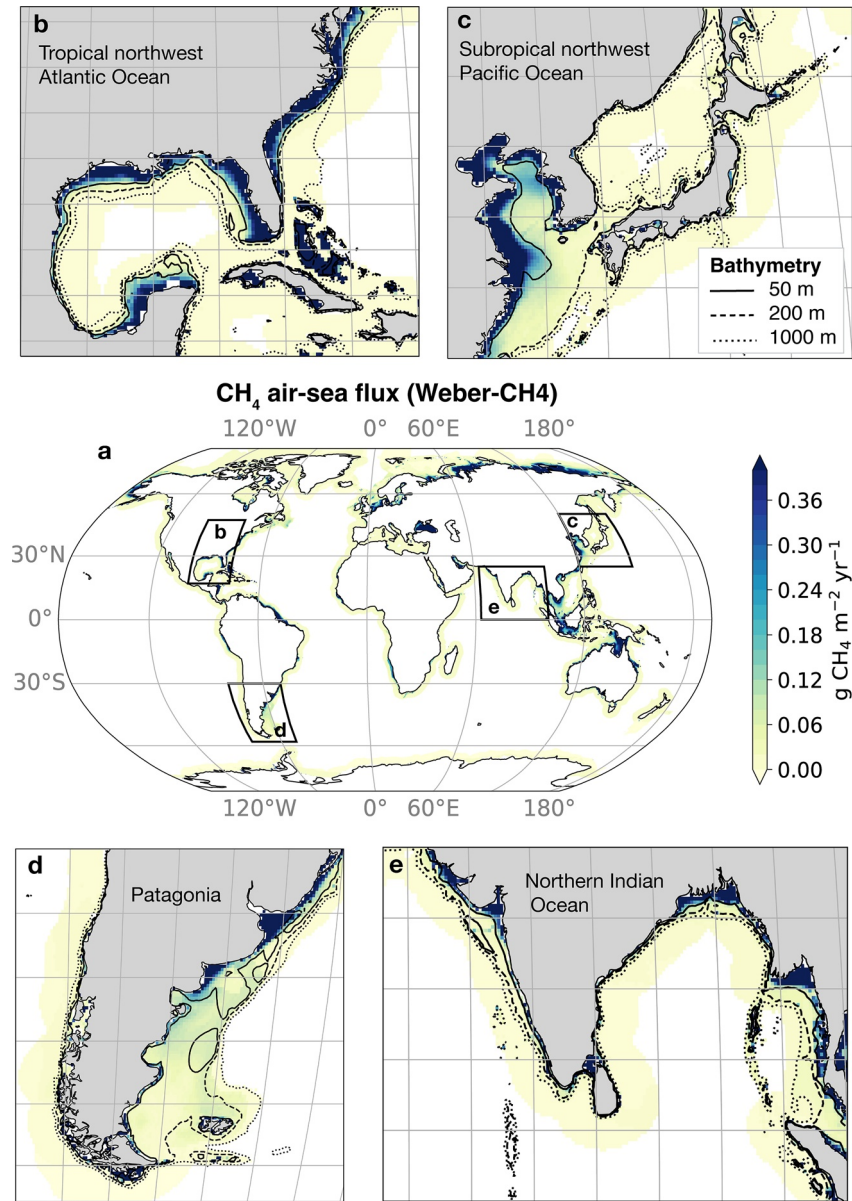 b
Tropical northwest
Atlantic Ocean
c
Subropical northwest
Pacific Ocean
Bathymetry
50 m
200 m
1000 m
CH₄ air-sea flux (Weber-CH4)
120°W 0° 60°E 180°
a
b
c
30°N
e
0°
30°S
d
120°W 0° 60°E 180°
0.36
0.30
0.24
0.18
0.12
0.06
0.00
g CH₄ m⁻² yr⁻¹
d
Patagonia
e
Northern Indian
Ocean